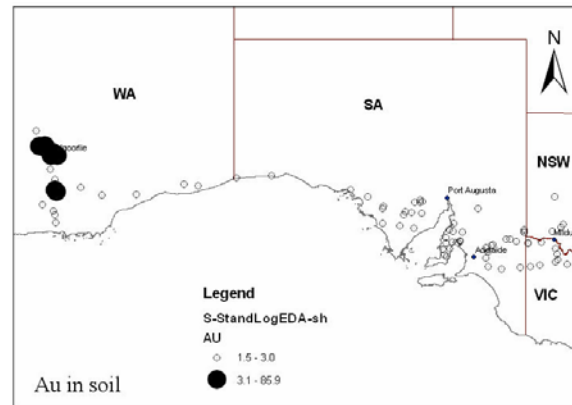 N
WA
SA
NSW
Port Augusta
Adelaide
VIC
Legend
S-StandLogEDA-sh
AU
1.5 - 3.0
3.1 - 85.9
Au in soil